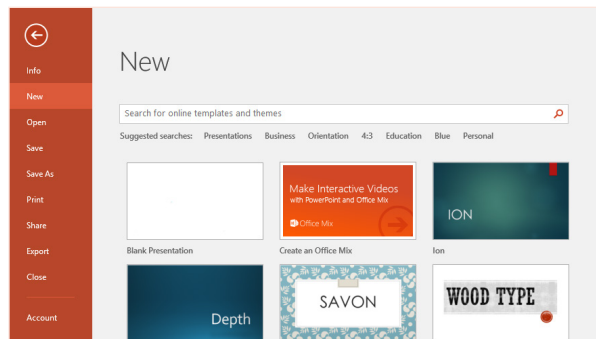 New
Info
New
Open
Save
Save As
Print
Share
Export
Close
Account
Search for online templates and themes
Suggested searches: Presentations Business Orientation 4:3 Education Blue Personal
Make Interactive Videos
with PowerPoint and Office Mix
Office Mix
ION
Blank Presentation Create an Office Mix Ion
Depth
SAVON
WOOD TYPE